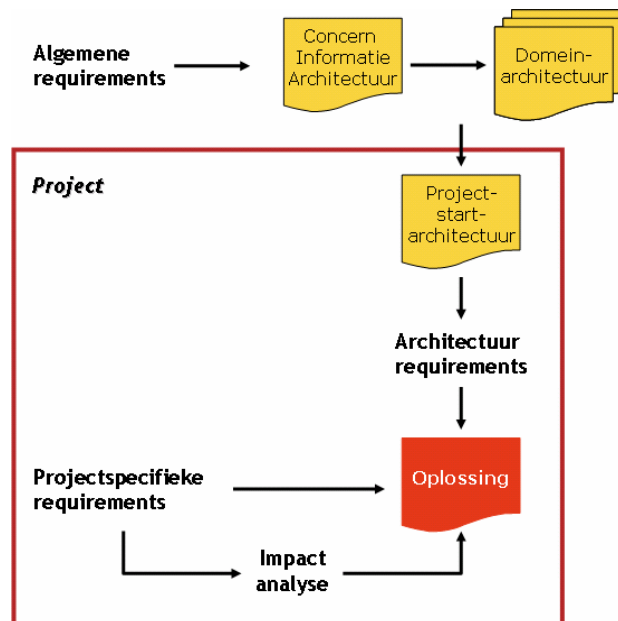 Algemene
requirements
Concern
Informatie
Architectuur
Domein-
architectuur
Project
Project-
start-
architectuur
Architectuur
requirements
Projectspecifieke
requirements
Oplossing
Impact
analyse